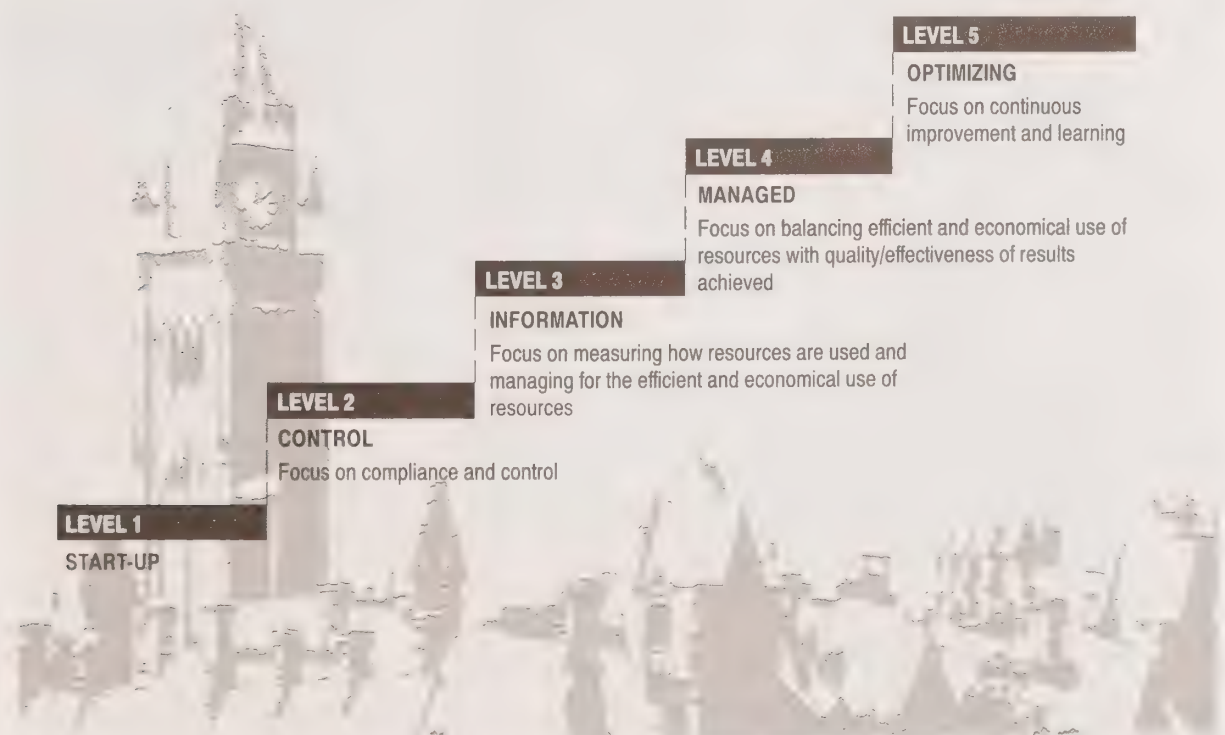 LEVEL 5
OPTIMIZING
Focus on continuous
improvement and learning
LEVEL 4
MANAGED
Focus on balancing efficient and economical use of
resources with quality/effectiveness of results
achieved
LEVEL 3
INFORMATION
Focus on measuring how resources are used and
managing for the efficient and economical use of
resources
LEVEL 2
CONTROL
Focus on compliance and control
LEVEL 1
START-UP